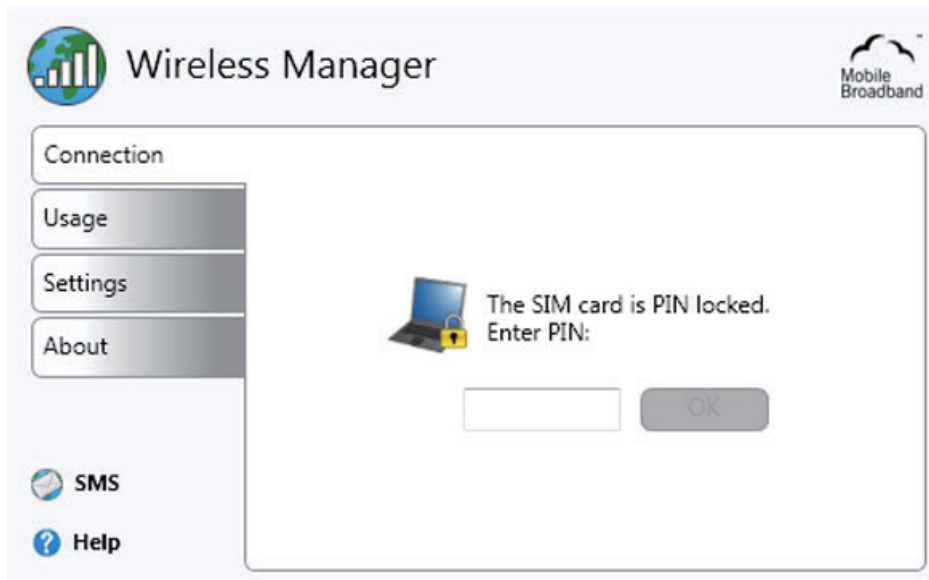 Wireless Manager
Mobile
Broadband
Connection
Usage
Settings
About
The SIM card is PIN locked.
Enter PIN:
OK
SMS
Help